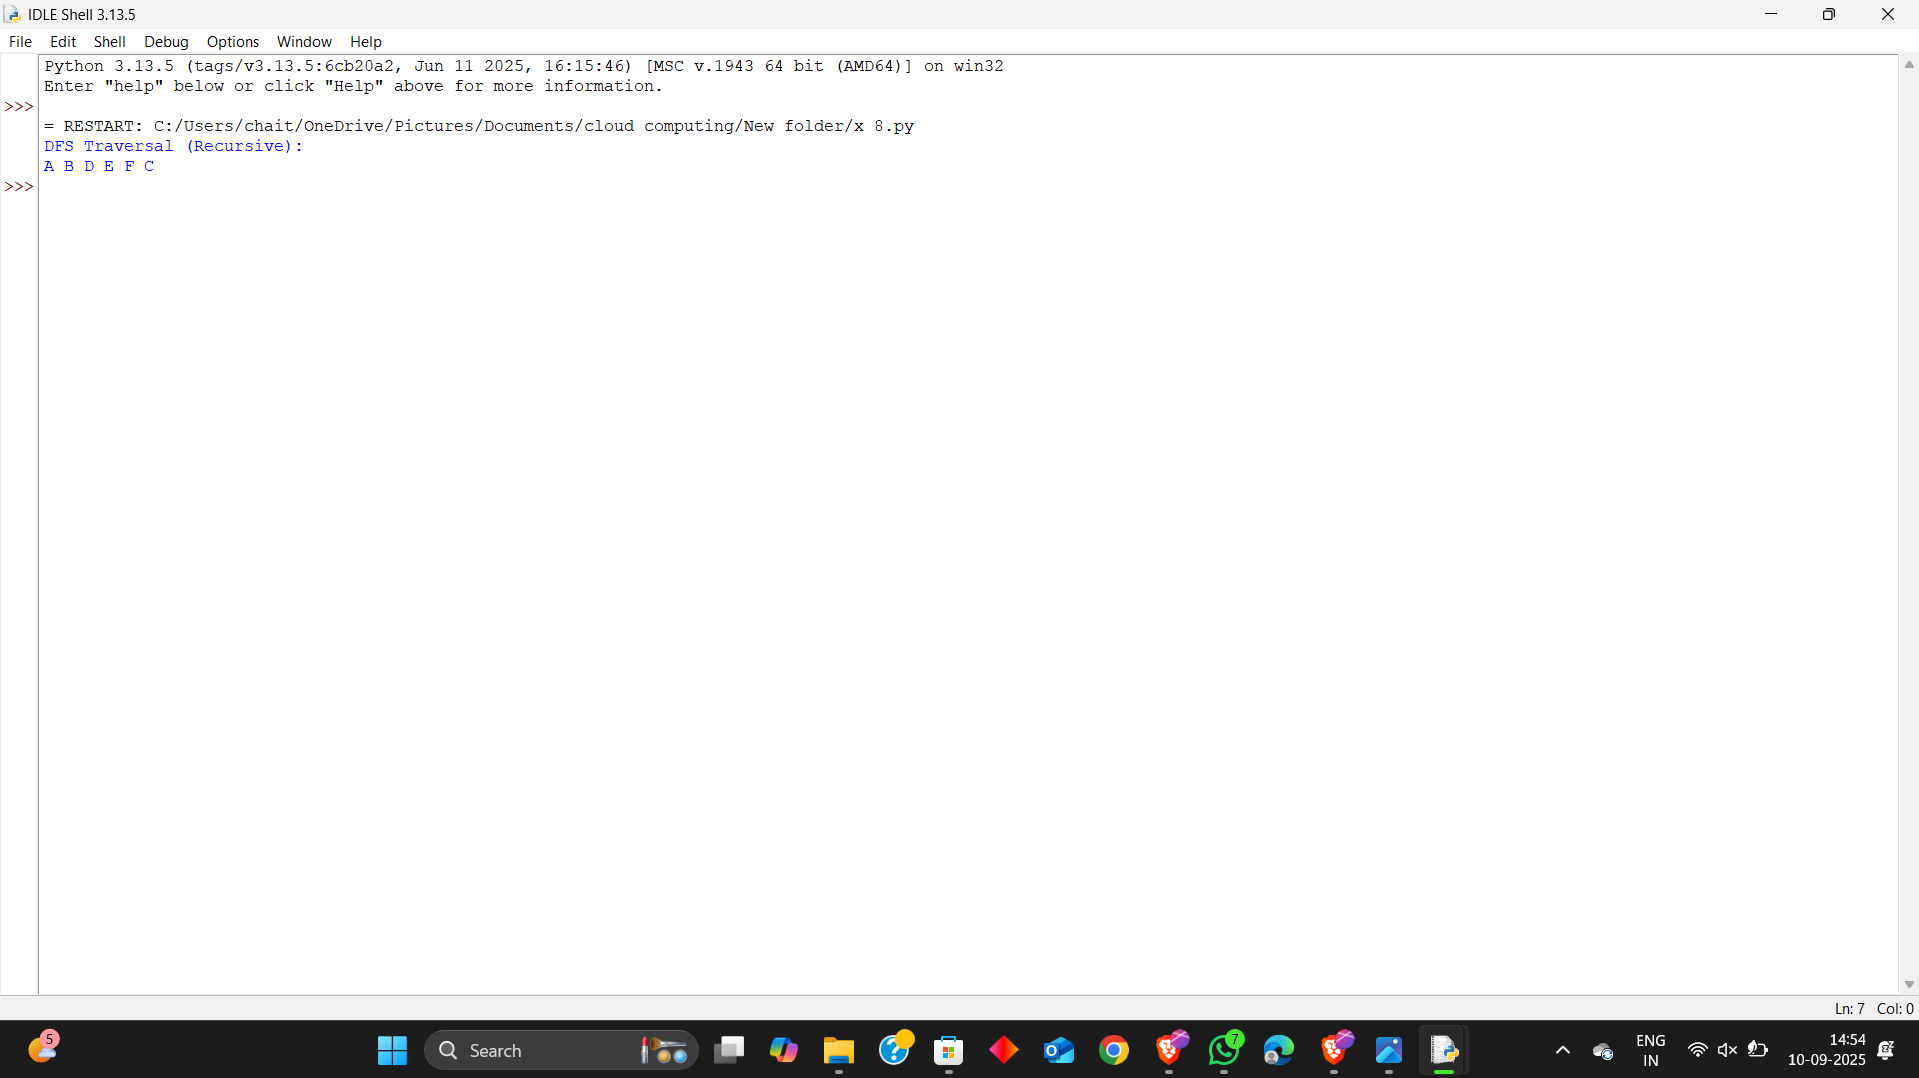 IDLE Shell 3.13.5
File Edit Shell Debug Options Window Help
Python 3.13.5 (tags/v3.13.5:6cb20a2, Jun 11 2025, 16:15:46) [MSC v.1943 64 bit (AMD64)] on win32
Enter "help" below or click "Help" above for more information.
>>>
= RESTART: C:/Users/chait/OneDrive/Pictures/Documents/cloud computing/New folder/x 8.py
DFS Traversal (Recursive):
A B D E F C
>>>
Ln: 7 Col: 0
5
Search
7
ENG
IN
14:54
10-09-2025